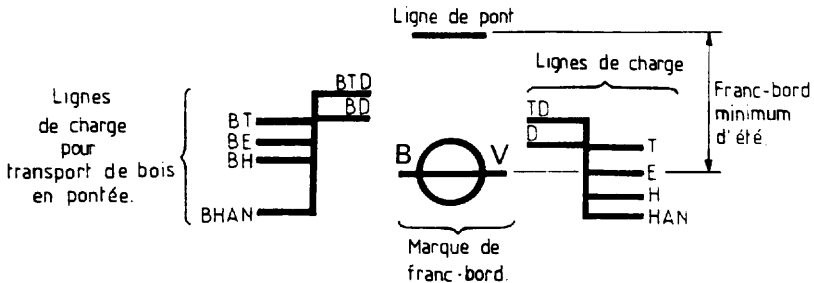 Ligne de pont
Lignes de charge
Franc-bord
minimum
d'été.
Lignes
de charge
pour
transport de bois
en pontée.
BTD
BD
BT
BE
BH
BHAN
B V
TD
D
T
E
H
HAN
Marque de
franc-bord.